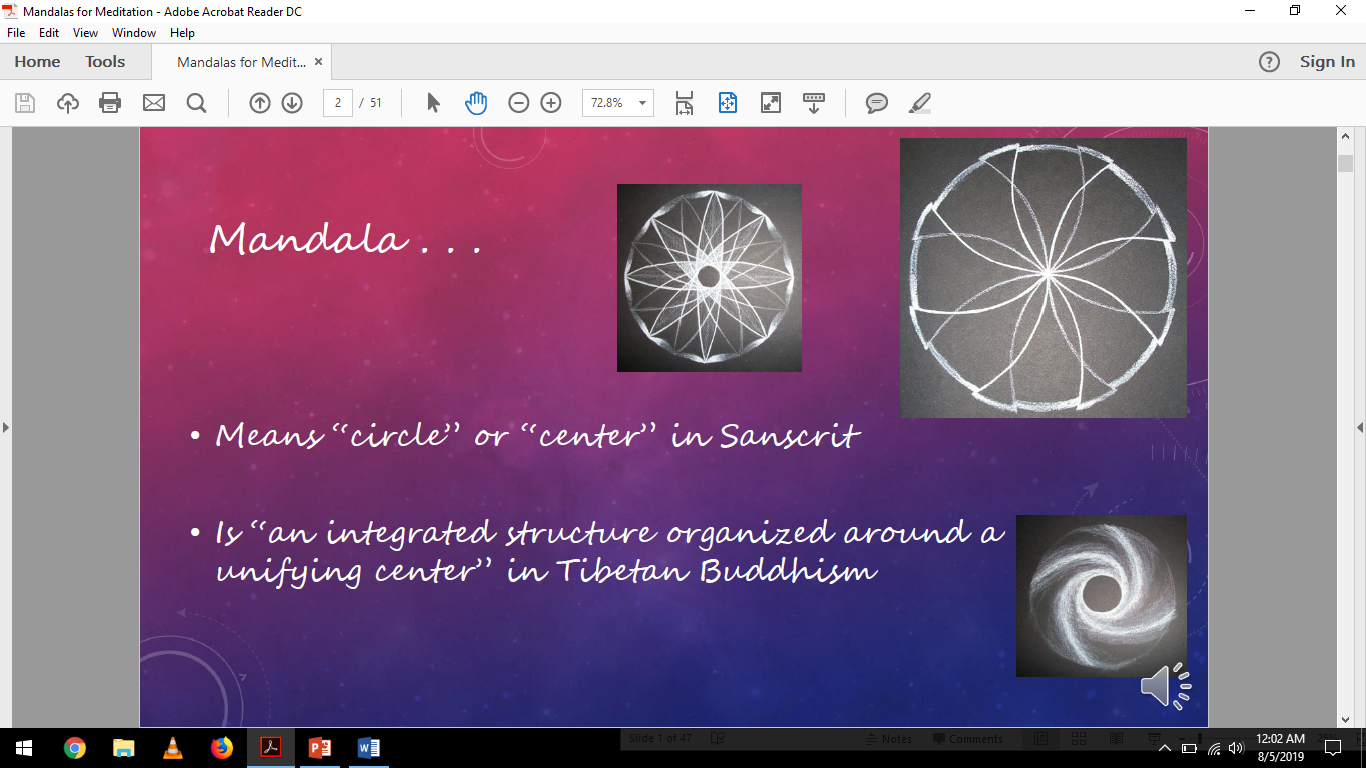 Mandalas for Meditation - Adobe Acrobat Reader DC
File Edit View Window Help
Home Tools Mandalas for Medit... × ? Sign In
2 / 51 72.8%
Mandala . . .
• Means “circle” or “center” in Sanscrit
• Is “an integrated structure organized around a
unifying center” in Tibetan Buddhism
Slide 1 of 47 Notes Comments
12:02 AM
8/5/2019